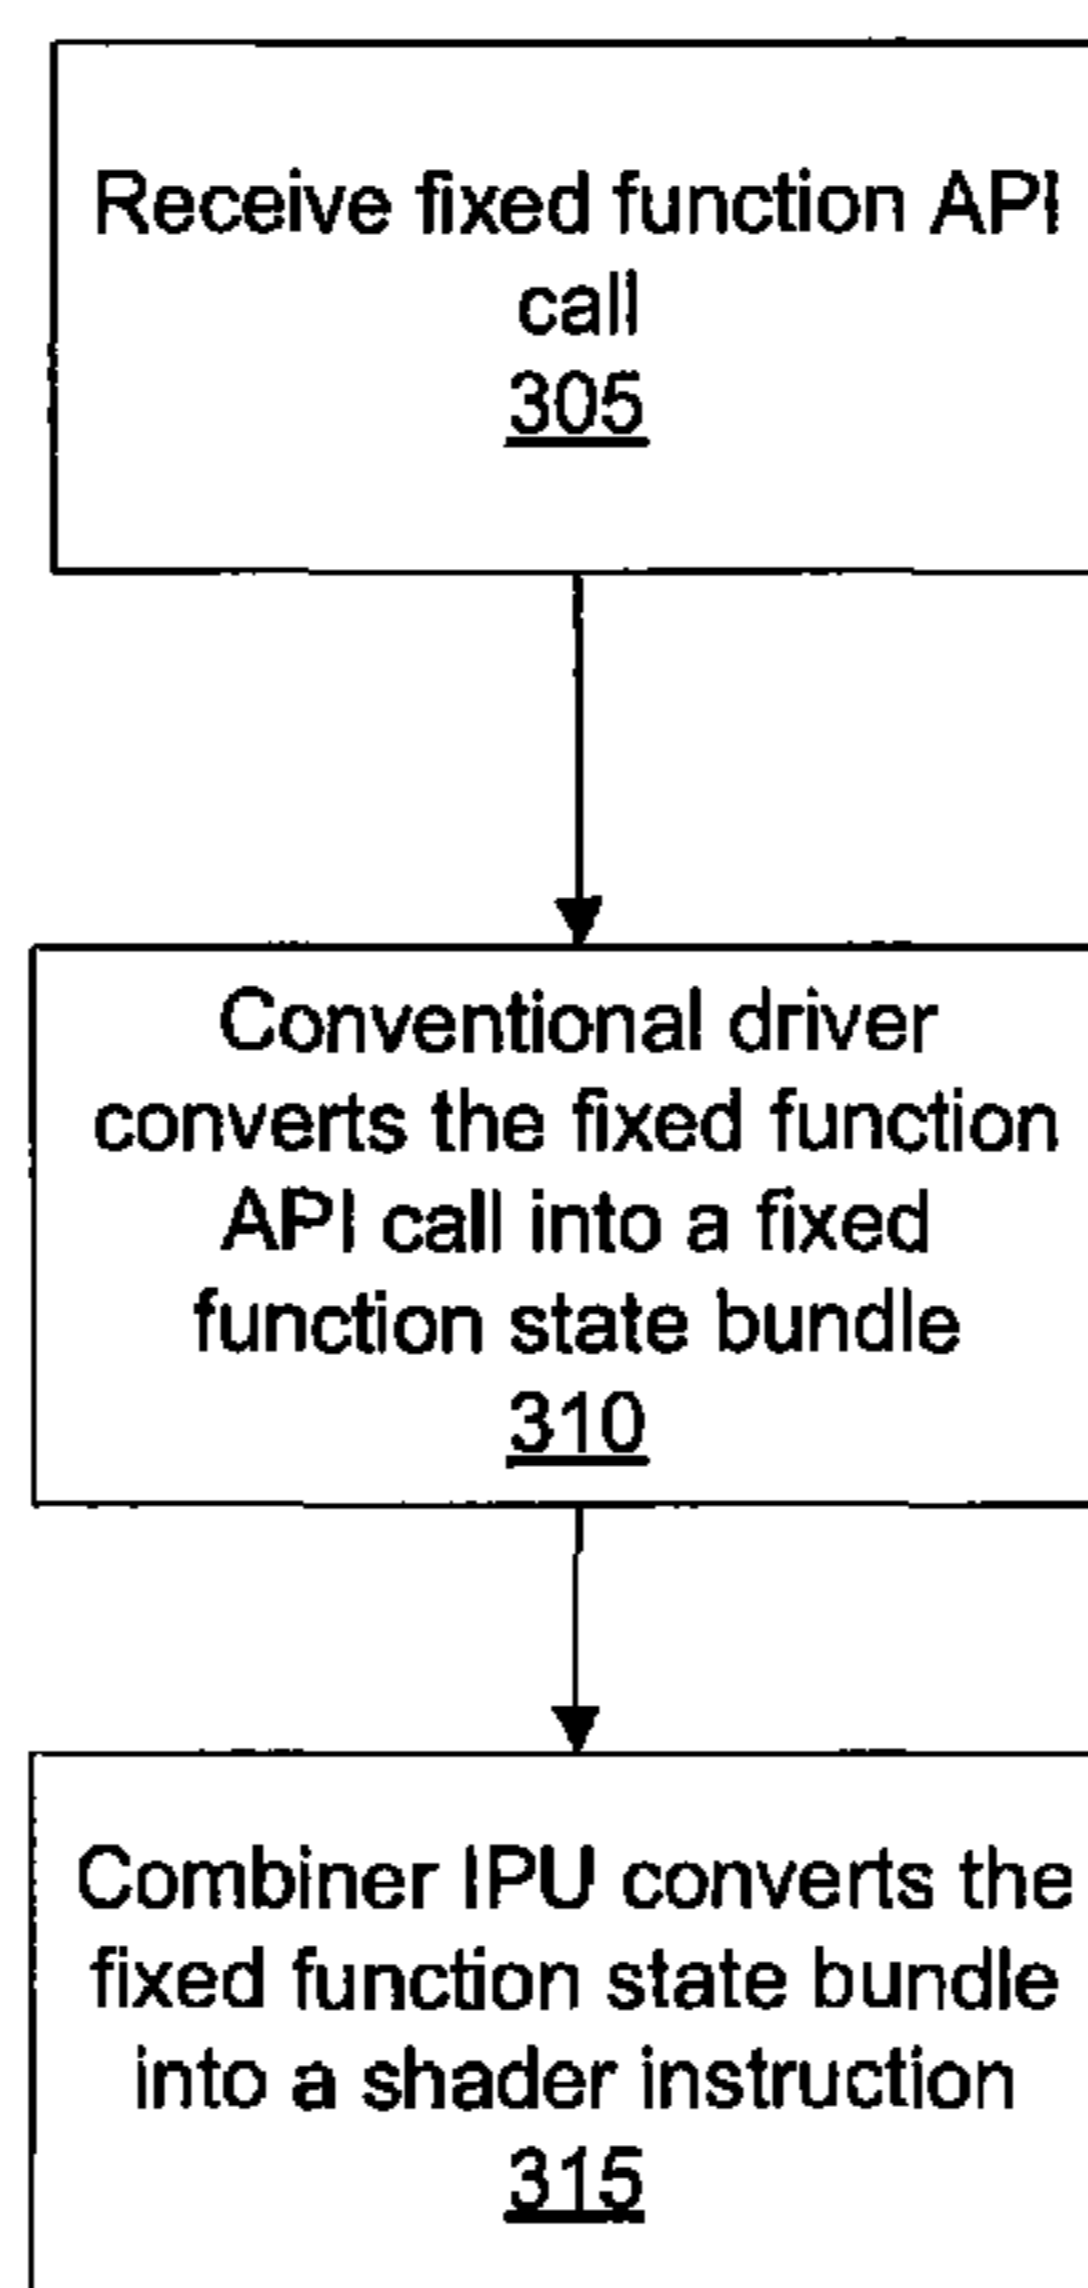 Receive fixed function API
call
305
Conventional driver
converts the fixed function
API call into a fixed
function state bundle
310
Combiner IPU converts the
fixed function state bundle
into a shader instruction
315